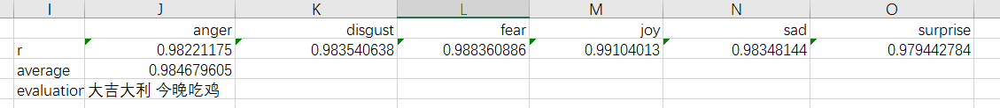 I J K L M N O
anger disgust fear joy sad surprise
r 0.98221175 0.983540638 0.988360886 0.99104013 0.98348144 0.979442784
average 0.984679605
evaluation 大吉大利 今晚吃鸡